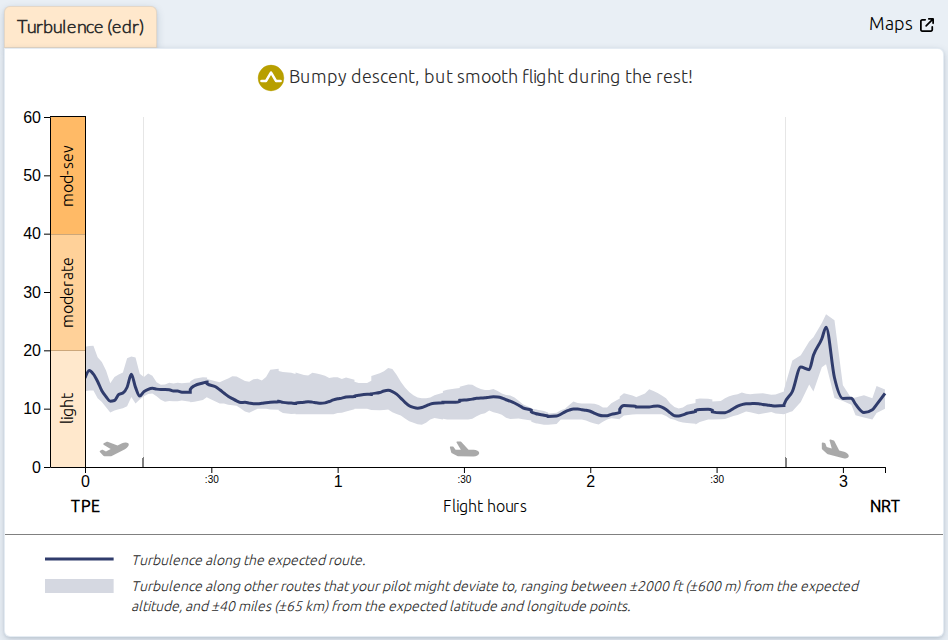 Turbulence (edr)
Maps
Bumpy descent, but smooth flight during the rest!
60
50
40
30
20
10
0
mod-sev
moderate
light
0
:30
1
:30
2
:30
3
TPE
Flight hours
NRT
Turbulence along the expected route.
Turbulence along other routes that your pilot might deviate to, ranging between ±2000 ft (±600 m) from the expected
altitude, and ±40 miles (±65 km) from the expected latitude and longitude points.